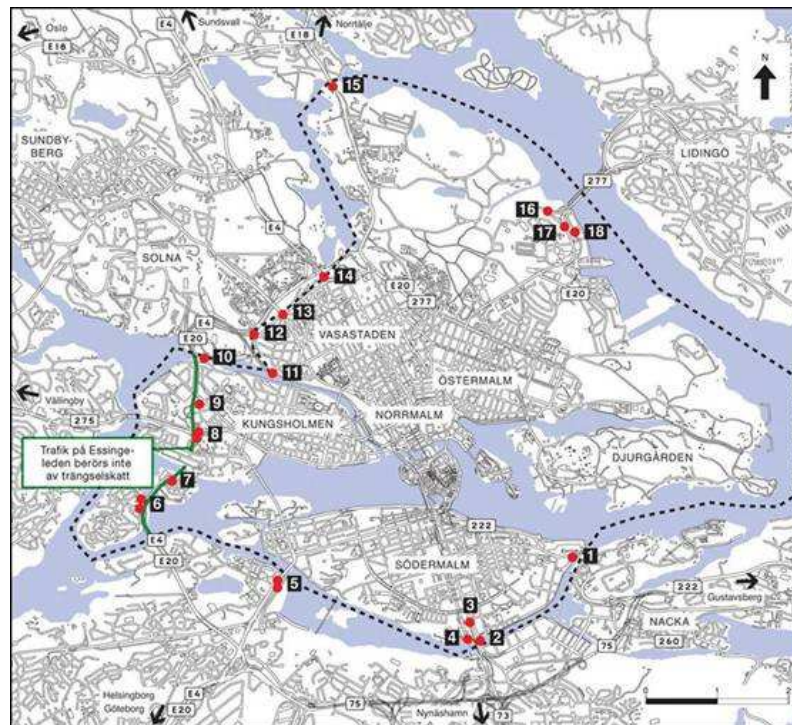 Oslo
E18
E4
Sundsvall
E18
Norrtälje
N
15
SUNDBY-
BERG
LIDINGÖ
277
16
17
18
E4
SOLNA
14
E20
277
E20
13
E4
E20
12
VASASTADEN
10
11
ÖSTERMALM
Vällingby
275
9
NORRMALM
KUNGSHOLMEN
8
DJURGÅRDEN
Trafik på Essinge-
leden berörs inte
av trängselskatt
7
6
222
E4
E20
SÖDERMALM
1
5
222
Gustavsberg
3
NACKA
4
2
75
260
Helsingborg
Göteborg
E4
E20
75
Nynäshamn
73
0
1
2